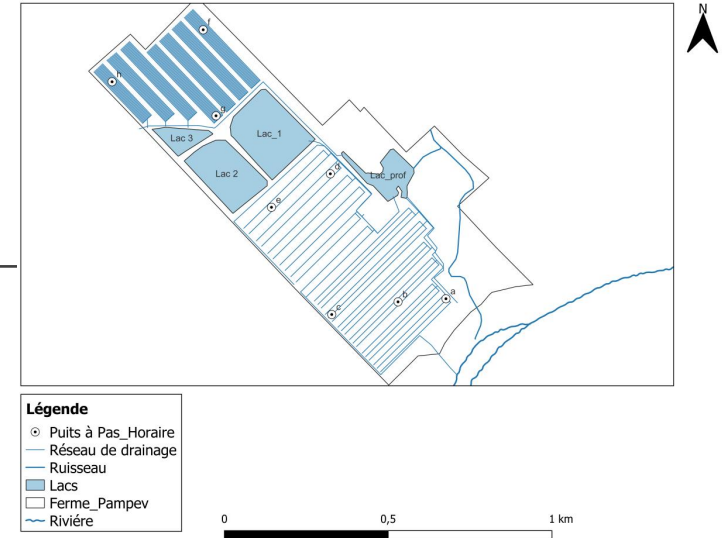 N
f
h
g
Lac 3
Lac_1
Lac 2
d
Lac_prof
e
a
b
c
Légende
Puits à Pas_Horaire
Réseau de drainage
Ruisseau
Lacs
Ferme_Pampev
Riviére
0 0,5 1 km